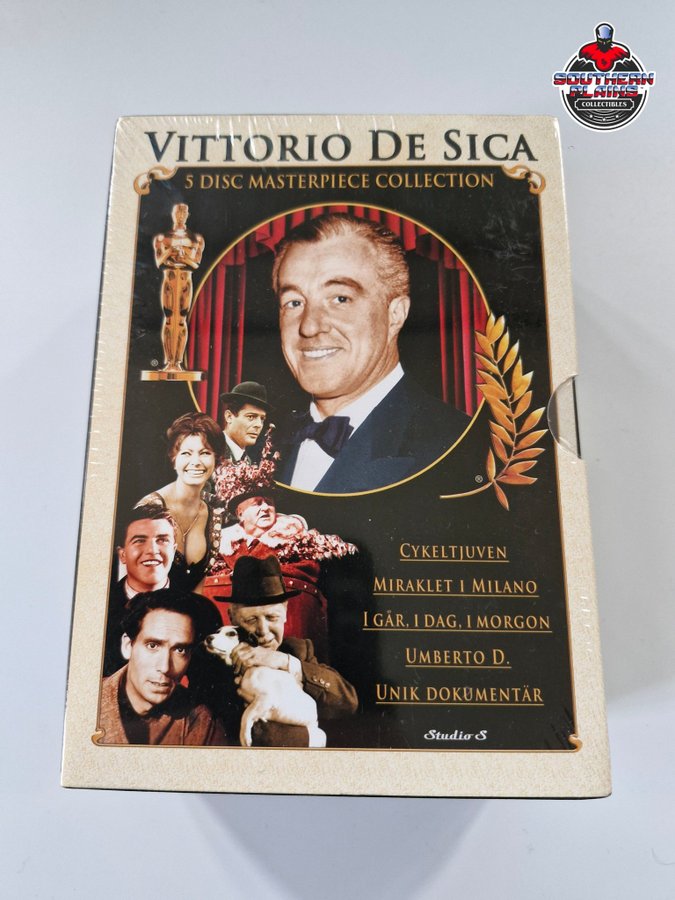 SOUTHERN
PLAINS
COLLECTIBLES
VITTORIO DE SICA
5 DISC MASTERPIECE COLLECTION
®
®
CYKELTJUVEN
MIRAKLET I MILANO
I GÅR, I DAG, I MORGON
UMBERTO D.
UNIK DOKUMENTÄR
Studio S